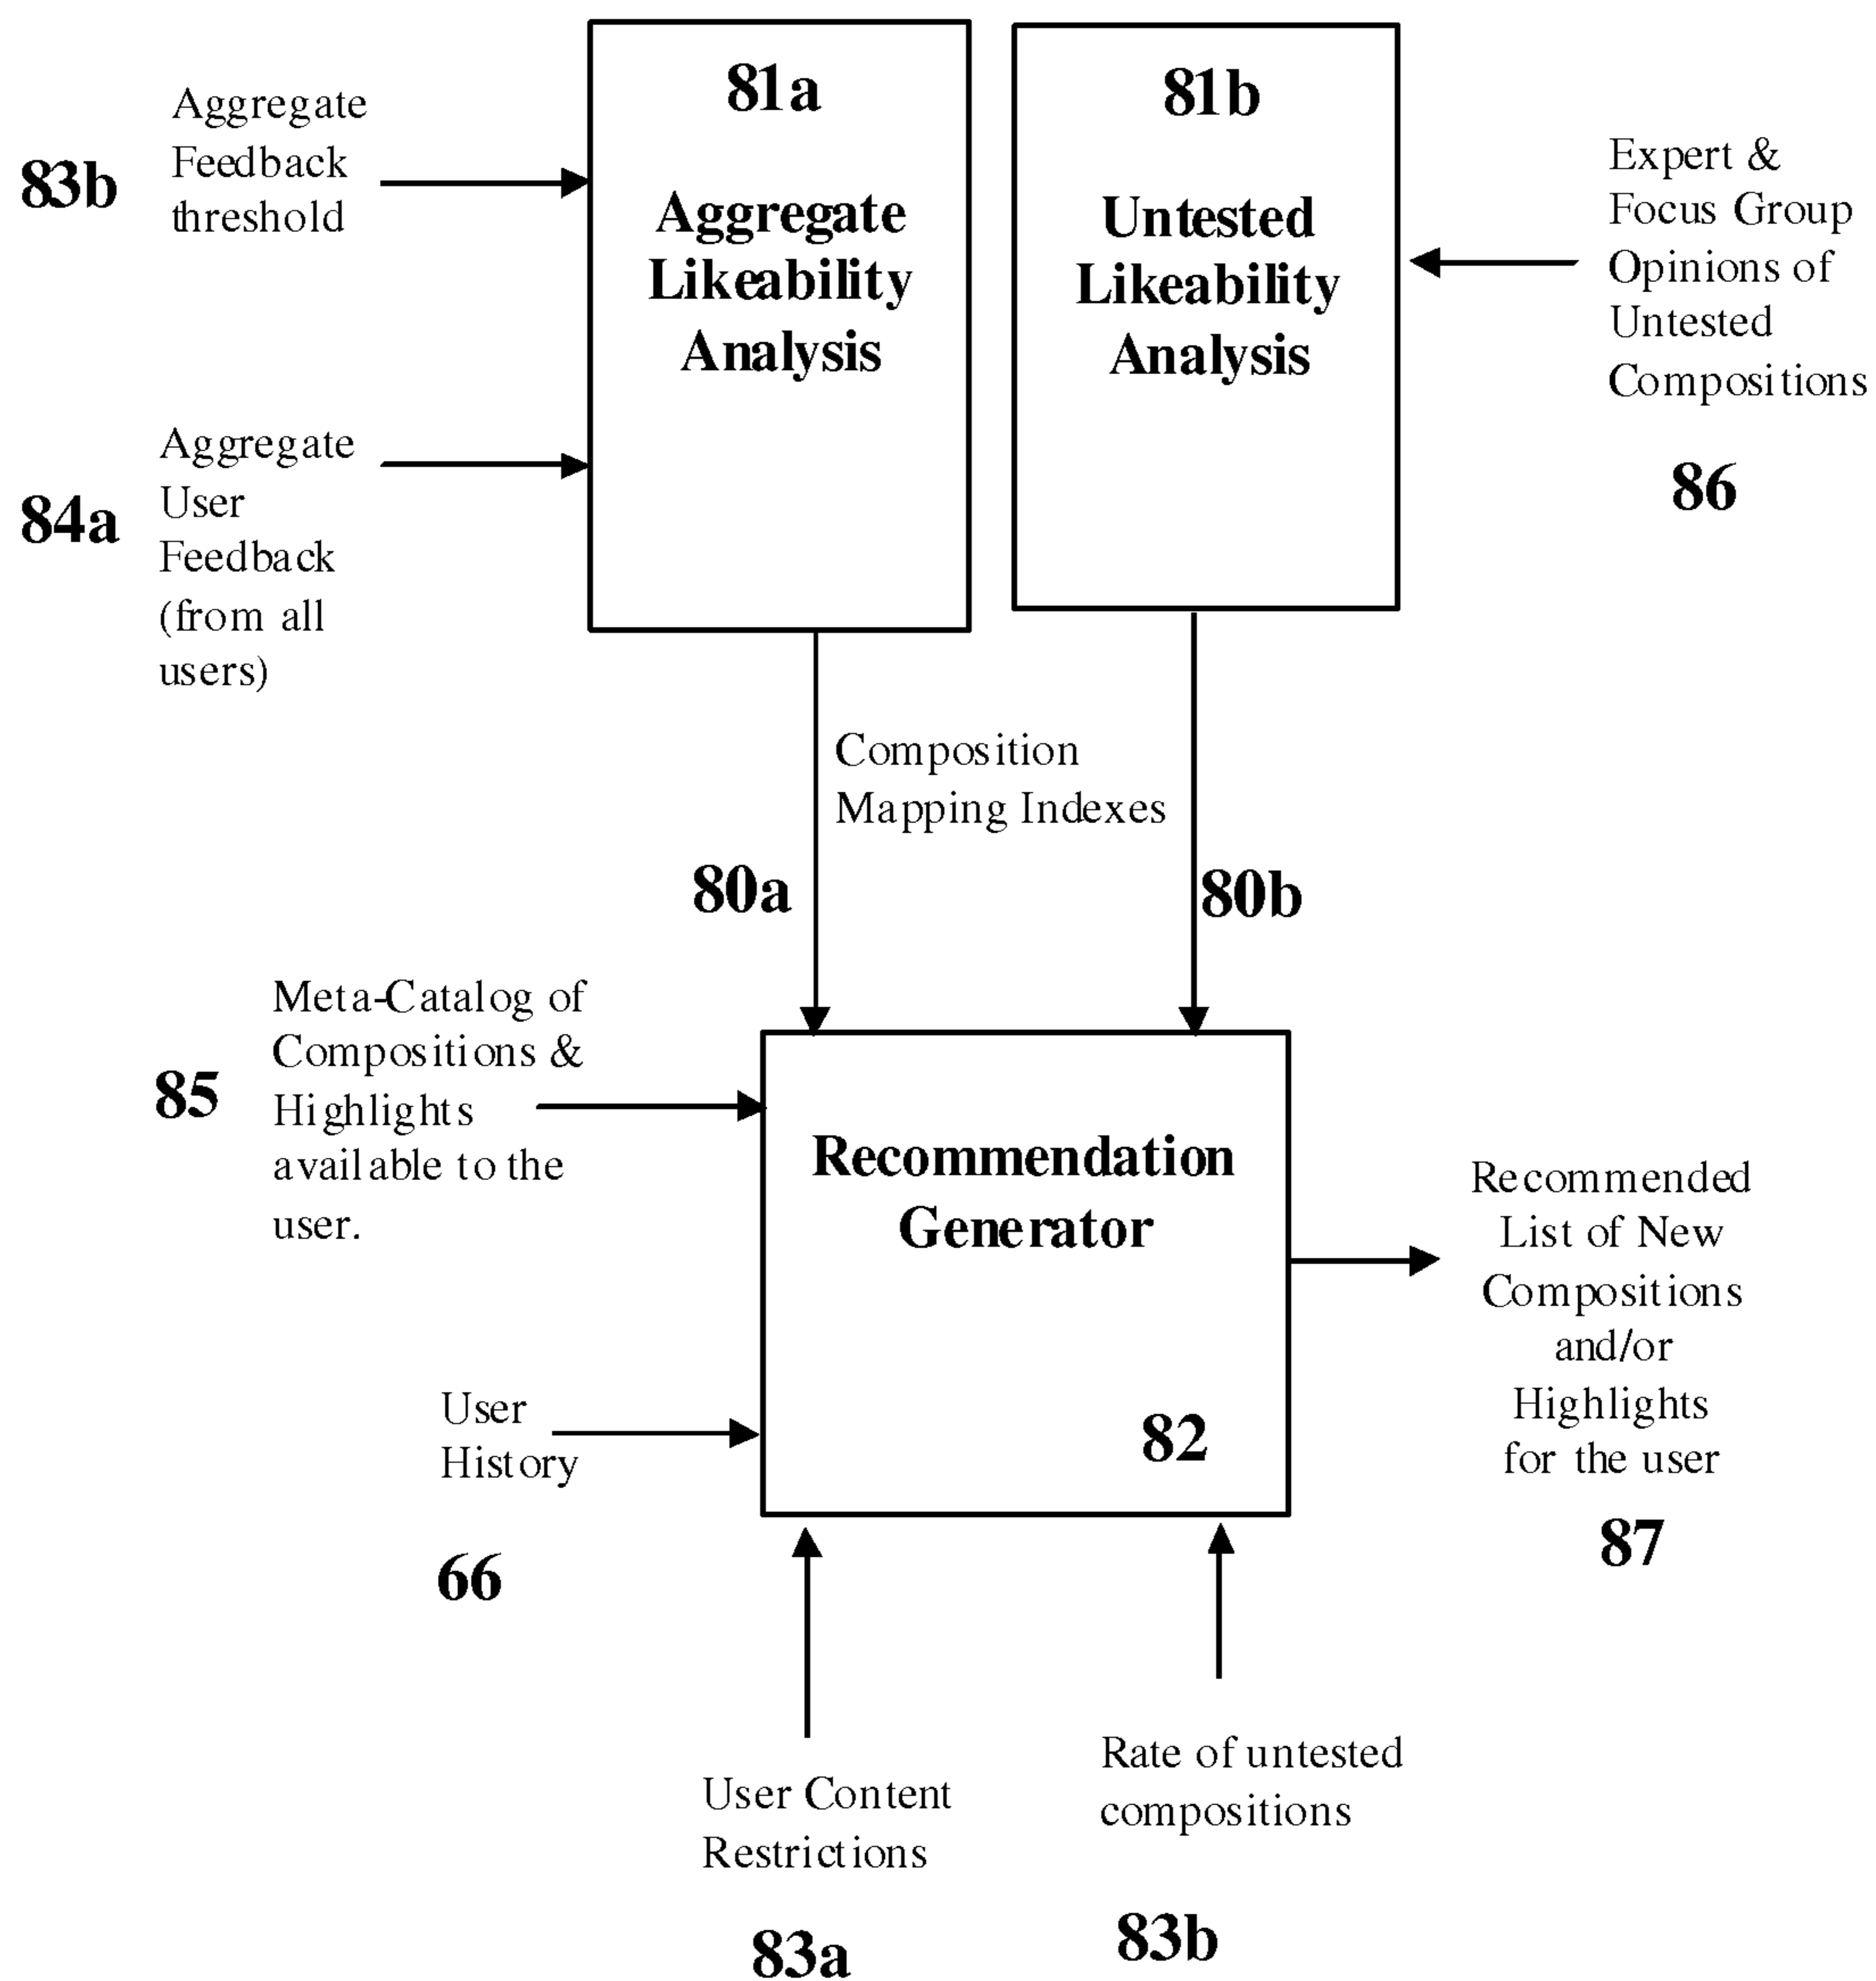 81a
Aggregate
Likeability
Analysis
81b
Untested
Likeability
Analysis
83b
Aggregate
Feedback
threshold
84a
Aggregate
User
Feedback
(from all
users)
Expert &
Focus Group
Opinions of
Untested
Compositions
86
Composition
Mapping Indexes
80a
80b
85
Meta-Catalog of
Compositions &
Highlights
available to the
user.
Recommendation
Generator
82
User
History
66
Recommended
List of New
Compositions
and/or
Highlights
for the user
87
User Content
Restrictions
83a
Rate of untested
compositions
83b